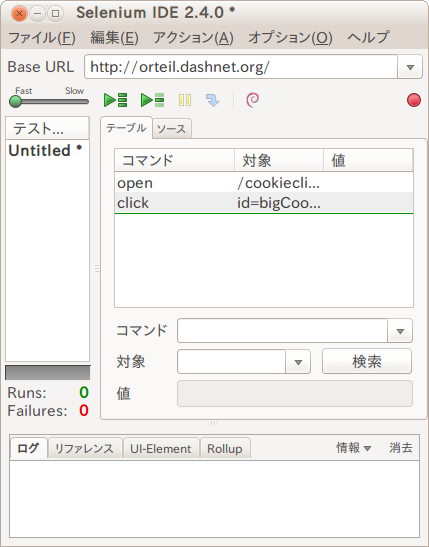 Selenium IDE 2.4.0 *
ファイル(F) 編集(E) アクション(A) オプション(O) ヘルプ
Base URL http://orteil.dashnet.org/
Fast Slow
テスト...
Untitled *
テーブル ソース
コマンド 対象 値
open /cookiecli...
click id=bigCoo...
コマンド
対象 検索
値
Runs: 0
Failures: 0
ログ リファレンス UI-Element Rollup 情報 消去